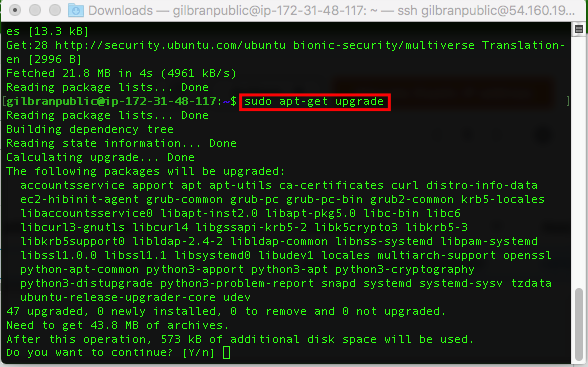 Downloads — gilbranpublic@ip-172-31-48-117: ~ — ssh gilbranpublic@54.160.19...
es [13.3 kB]
Get:28 http://security.ubuntu.com/ubuntu bionic-security/multiverse Translation-
en [2996 B]
Fetched 21.8 MB in 4s (4961 kB/s)
Reading package lists... Done
[gilbranpublic@ip-172-31-48-117:~$ sudo apt-get upgrade ]
Reading package lists... Done
Building dependency tree
Reading state information... Done
Calculating upgrade... Done
The following packages will be upgraded:
accountsservice apport apt apt-utils ca-certificates curl distro-info-data
ec2-hibinit-agent grub-common grub-pc grub-pc-bin grub2-common krb5-locales
libaccountsservice0 libapt-inst2.0 libapt-pkg5.0 libc-bin libc6
libcurl3-gnutls libcurl4 libgssapi-krb5-2 libk5crypto3 libkrb5-3
libkrb5support0 libldap-2.4-2 libldap-common libnss-systemd libpam-systemd
libssl1.0.0 libssl1.1 libsystemd0 libudev1 locales multiarch-support openssl
python-apt-common python3-apport python3-apt python3-cryptography
python3-distupgrade python3-problem-report snapd systemd systemd-sysv tzdata
ubuntu-release-upgrader-core udev
47 upgraded, 0 newly installed, 0 to remove and 0 not upgraded.
Need to get 43.8 MB of archives.
After this operation, 573 kB of additional disk space will be used.
Do you want to continue? [Y/n]